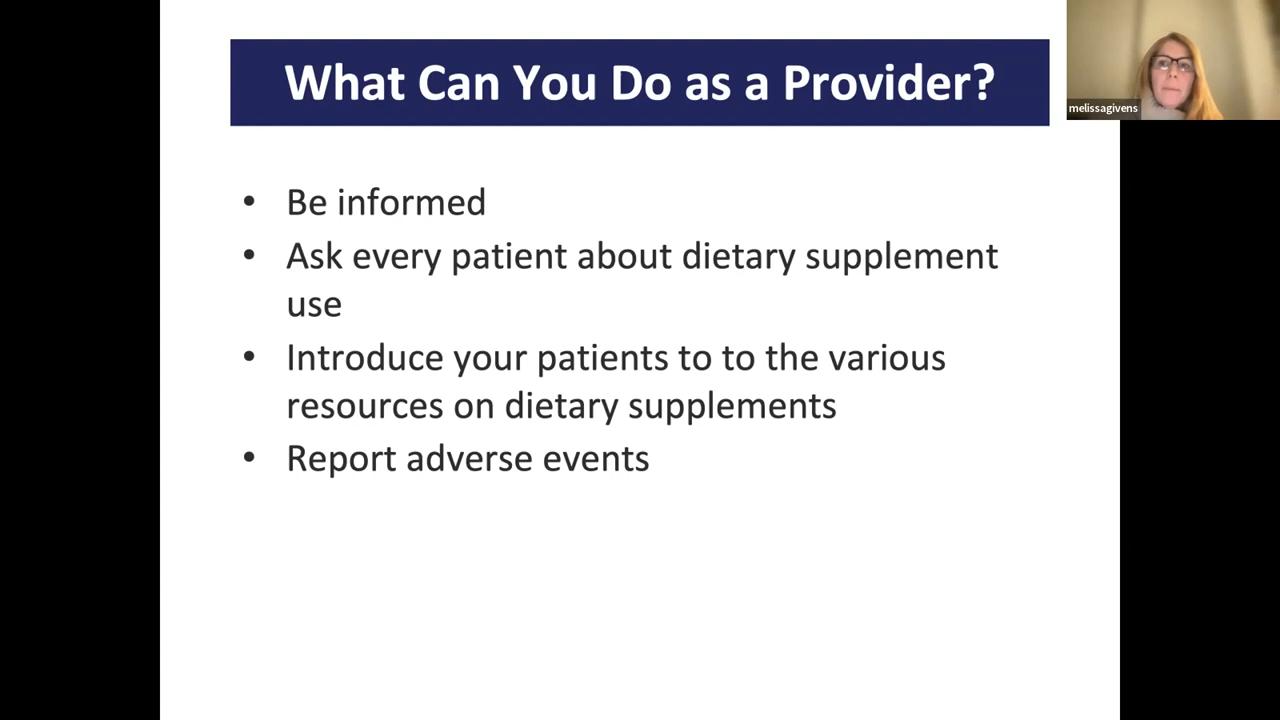 What Can You Do as a Provider?
melissagivens
• Be informed
• Ask every patient about dietary supplement
use
• Introduce your patients to to the various
resources on dietary supplements
• Report adverse events